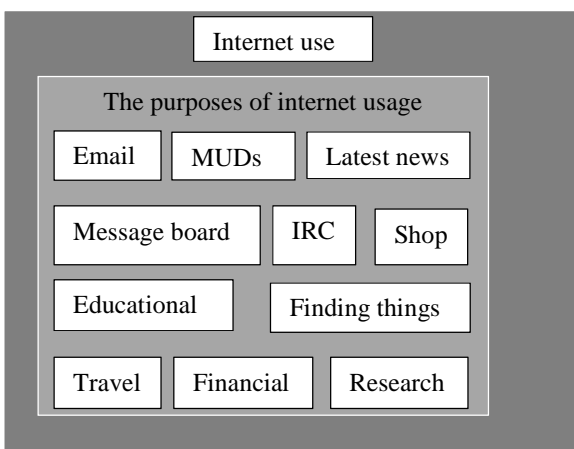 Internet use
The purposes of internet usage
Email MUDs Latest news
Message board IRC Shop
Educational Finding things
Travel Financial Research